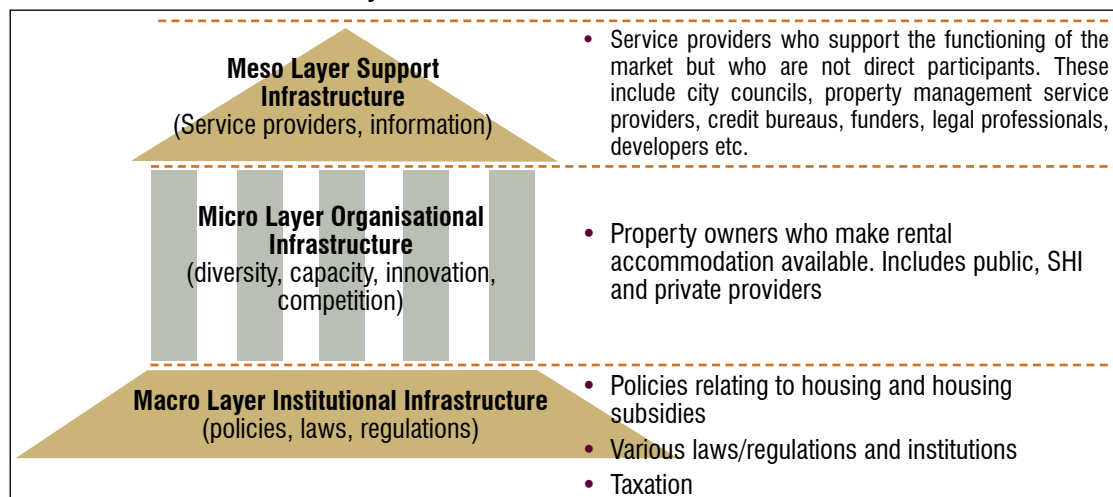 Meso Layer Support
Infrastructure
(Service providers, information)
• Service providers who support the functioning of the
market but who are not direct participants. These
include city councils, property management service
providers, credit bureaus, funders, legal professionals,
developers etc.
Micro Layer Organisational
Infrastructure
(diversity, capacity, innovation,
competition)
• Property owners who make rental
accommodation available. Includes public, SHI
and private providers
Macro Layer Institutional Infrastructure
(policies, laws, regulations)
• Policies relating to housing and housing
subsidies
• Various laws/regulations and institutions
• Taxation